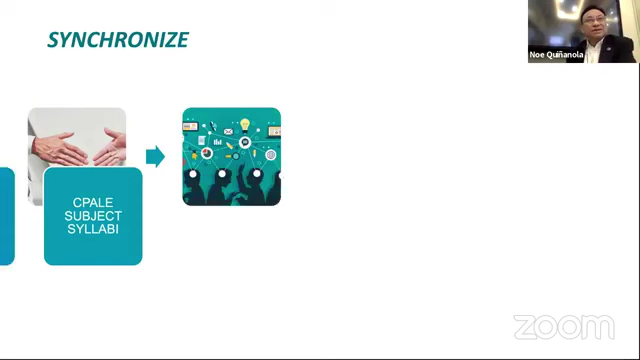 SYNCHRONIZE
Noe Quiñanola
CPALE
SUBJECT
SYLLABI
zoom